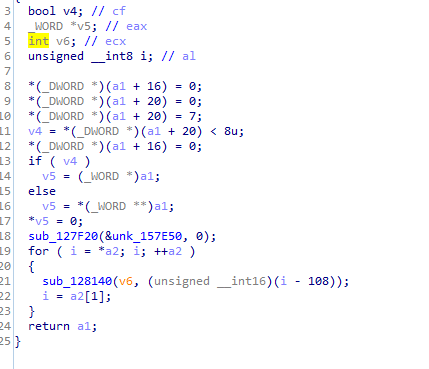 3 bool v4; // cf
4 _WORD *v5; // eax
5 int v6; // ecx
6 unsigned __int8 i; // al
7
8 *(_DWORD *)(a1 + 16) = 0;
9 *(_DWORD *)(a1 + 20) = 0;
10 *(_DWORD *)(a1 + 20) = 7;
11 v4 = *(_DWORD *)(a1 + 20) < 8u;
12 *(_DWORD *)(a1 + 16) = 0;
13 if ( v4 )
14 v5 = (_WORD *)a1;
15 else
16 v5 = *(_WORD **)a1;
17 *v5 = 0;
18 sub_127F20(&unk_157E50, 0);
19 for ( i = *a2; i; ++a2 )
20 {
21 sub_128140(v6, (unsigned __int16)(i - 108));
22 i = a2[1];
23 }
24 return a1;
25 }